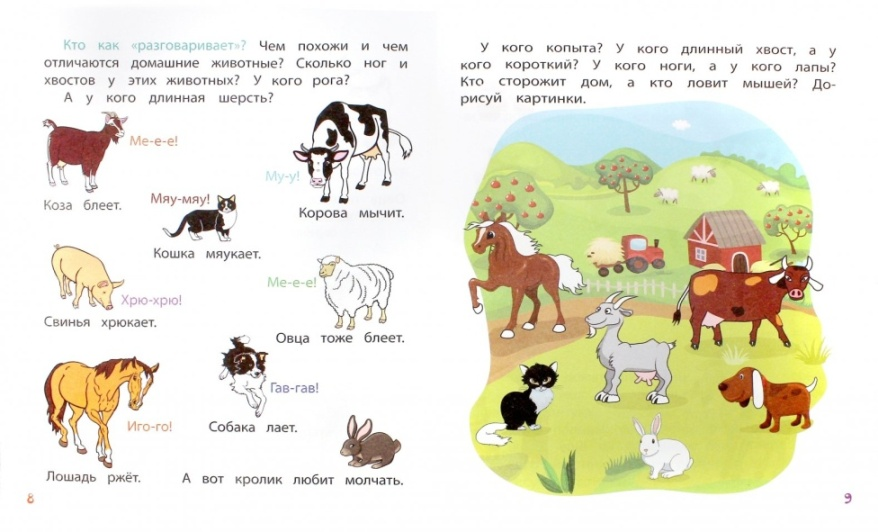 Кто как «разговаривает»? Чем похожи и чем
отличаются домашние животные? Сколько ног и
хвостов у этих животных? У кого рога?
А у кого длинная шерсть?
Ме-е-е!
Коза блеет.
Му-у!
Корова мычит.
Мяу-мяу!
Кошка мяукает.
Хрю-хрю!
Свинья хрюкает.
Ме-е-е!
Овца тоже блеет.
Иго-го!
Лошадь ржёт.
Гав-гав!
Собака лает.
А вот кролик любит молчать.
8
У кого копыта? У кого длинный хвост, а у
кого короткий? У кого ноги, а у кого лапы?
Кто сторожит дом, а кто ловит мышей? До-
рисуй картинки.
9